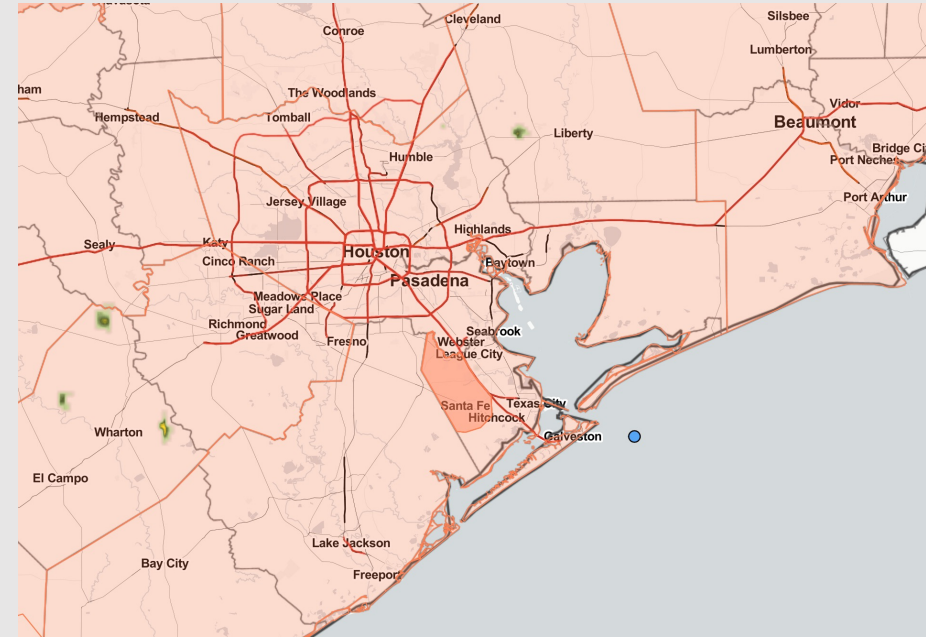 Cleveland
Silsbee
Conroe
Lumberton
The Woodlands
Vidor
Hempstead
Tomball
Beaumont
Liberty
Bridge Ci
Humble
Port Neches
Jersey Village
Port Arthur
Highlands
Katy
Sealy
Houston
Cinco Ranch
Baytown
Pasadena
Meadows Place
Sugar Land
Richmond
Greatwood
Seabrook
Fresno
Webster
League City
Santa Fe
Texas City
Hitchcock
Wharton
Galveston
El Campo
Lake Jackson
Bay City
Freeport